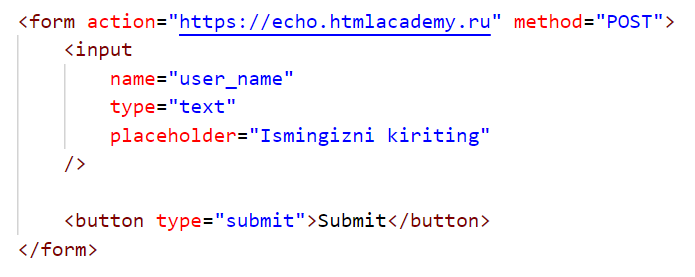 <form action="https://echo.htmlacademy.ru" method="POST">
<input
name="user_name"
type="text"
placeholder="Ismingizni kiriting"
/>
<button type="submit">Submit</button>
</form>